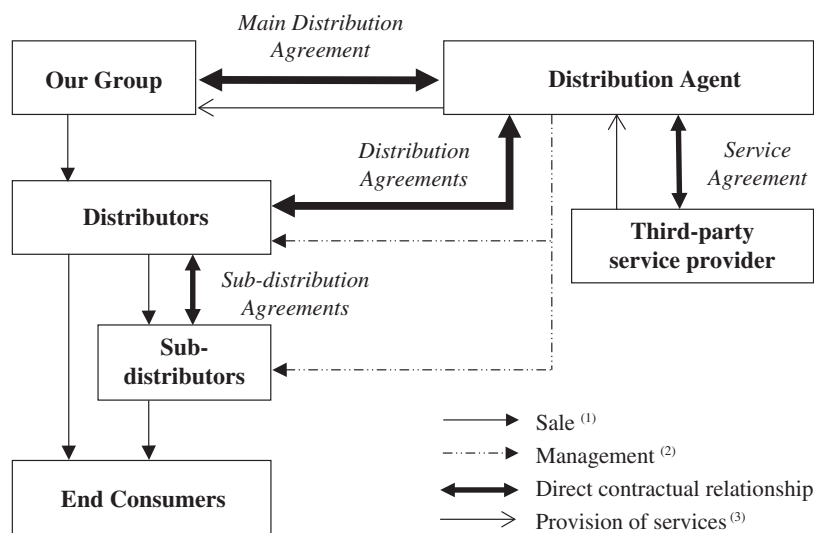 Main Distribution
Agreement
Our Group
Distribution Agent
Distribution
Agreements
Service
Agreement
Distributors
Third-party
service provider
Sub-distribution
Agreements
Sub-
distributors
Sale (1)
Management (2)
End Consumers
Direct contractual relationship
Provision of services (3)